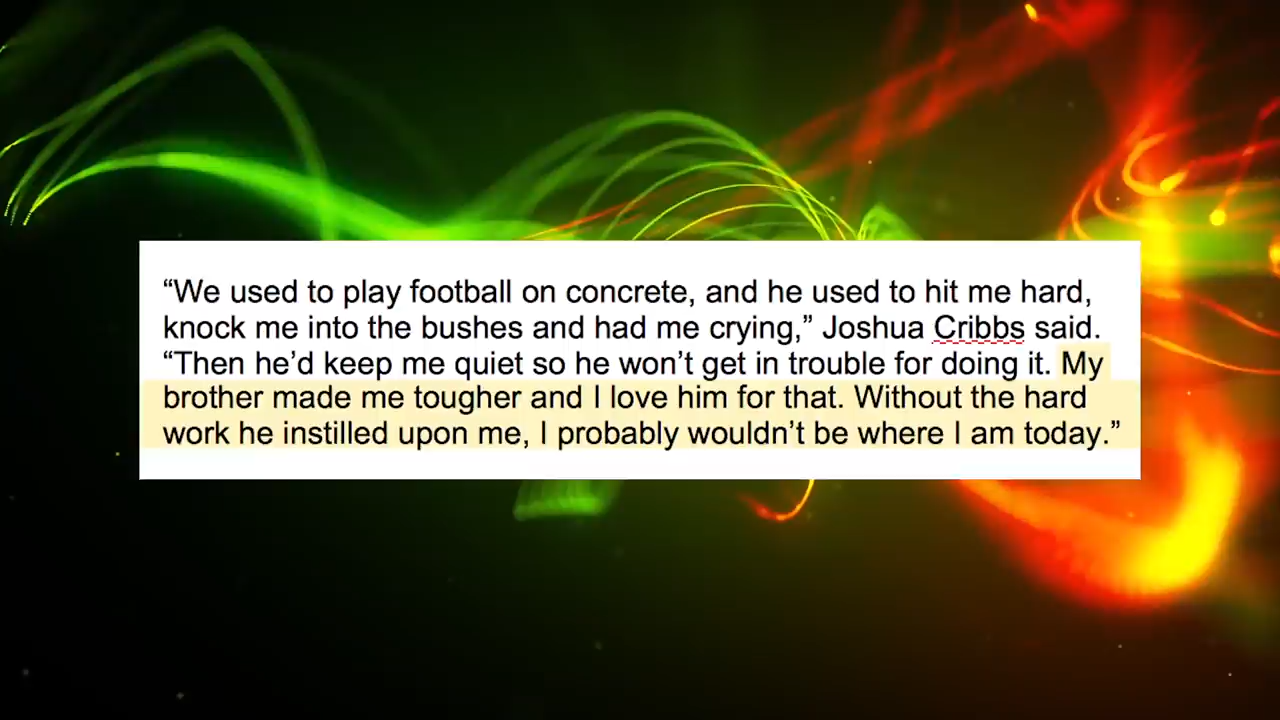 “We used to play football on concrete, and he used to hit me hard,
knock me into the bushes and had me crying,” Joshua Cribbs said.
“Then he’d keep me quiet so he won’t get in trouble for doing it. My
brother made me tougher and I love him for that. Without the hard
work he instilled upon me, I probably wouldn’t be where I am today.”